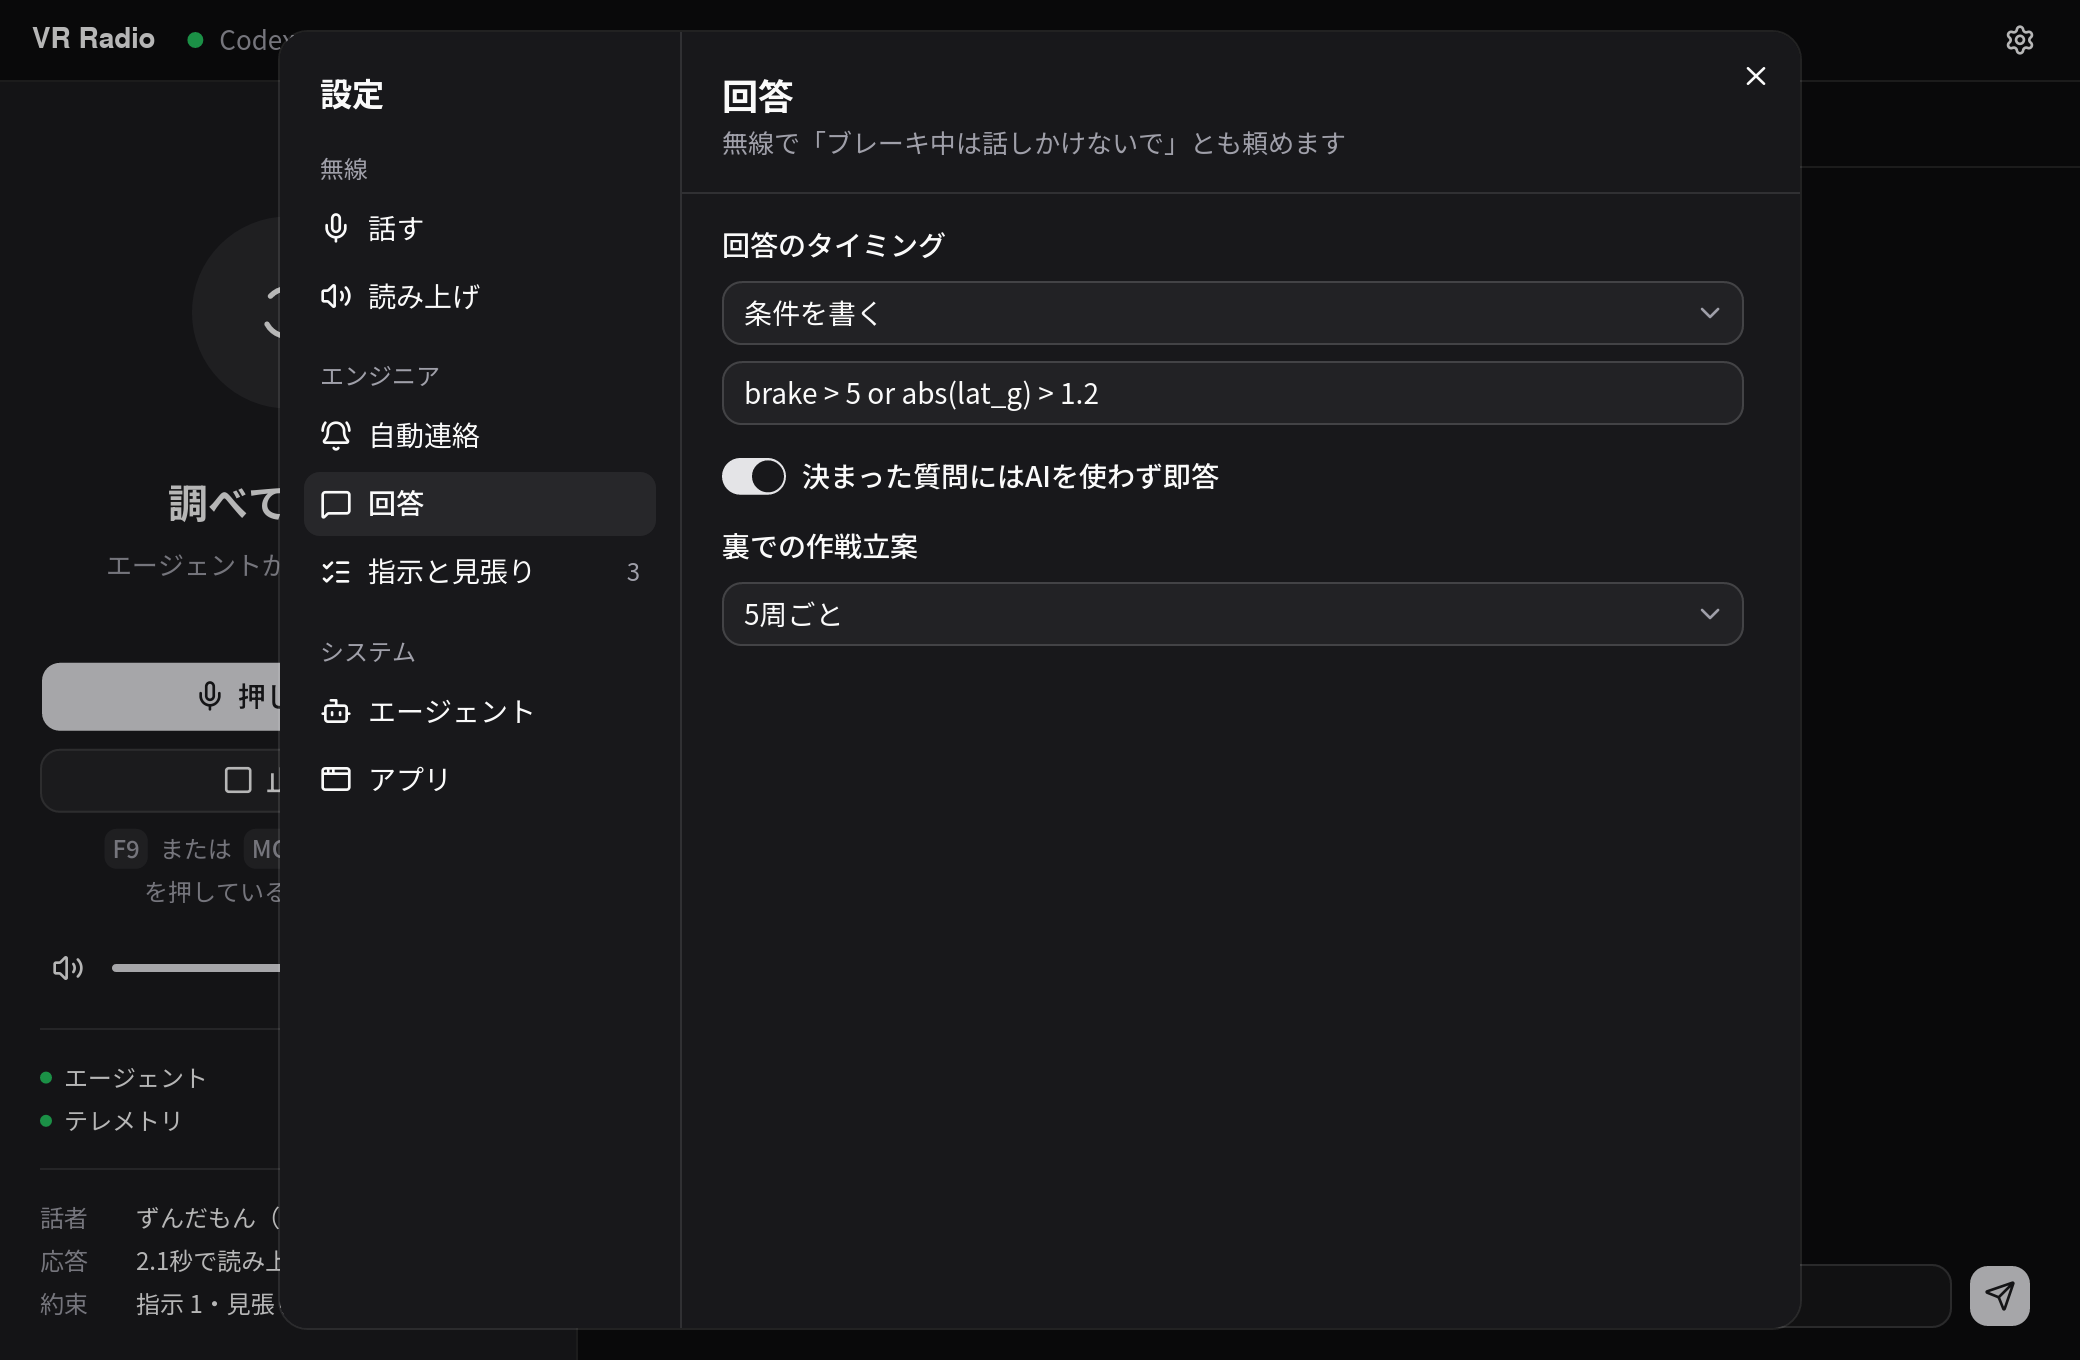 VR Radio
Codex
設定
無線
話す
読み上げ
エンジニア
自動連絡
回答
指示と見張り 3
システム
エージェント
アプリ
回答
無線で「ブレーキ中は話しかけないで」とも頼めます
回答のタイミング
条件を書く
brake > 5 or abs(lat_g) > 1.2
決まった質問にはAIを使わず即答
裏での作戦立案
5周ごと
調べて
エージェントが
押し
F9 または
を押している
エージェント
テレメトリ
話者 ずんだもん（
応答 2.1秒で読み上
約束 指示 1・見張